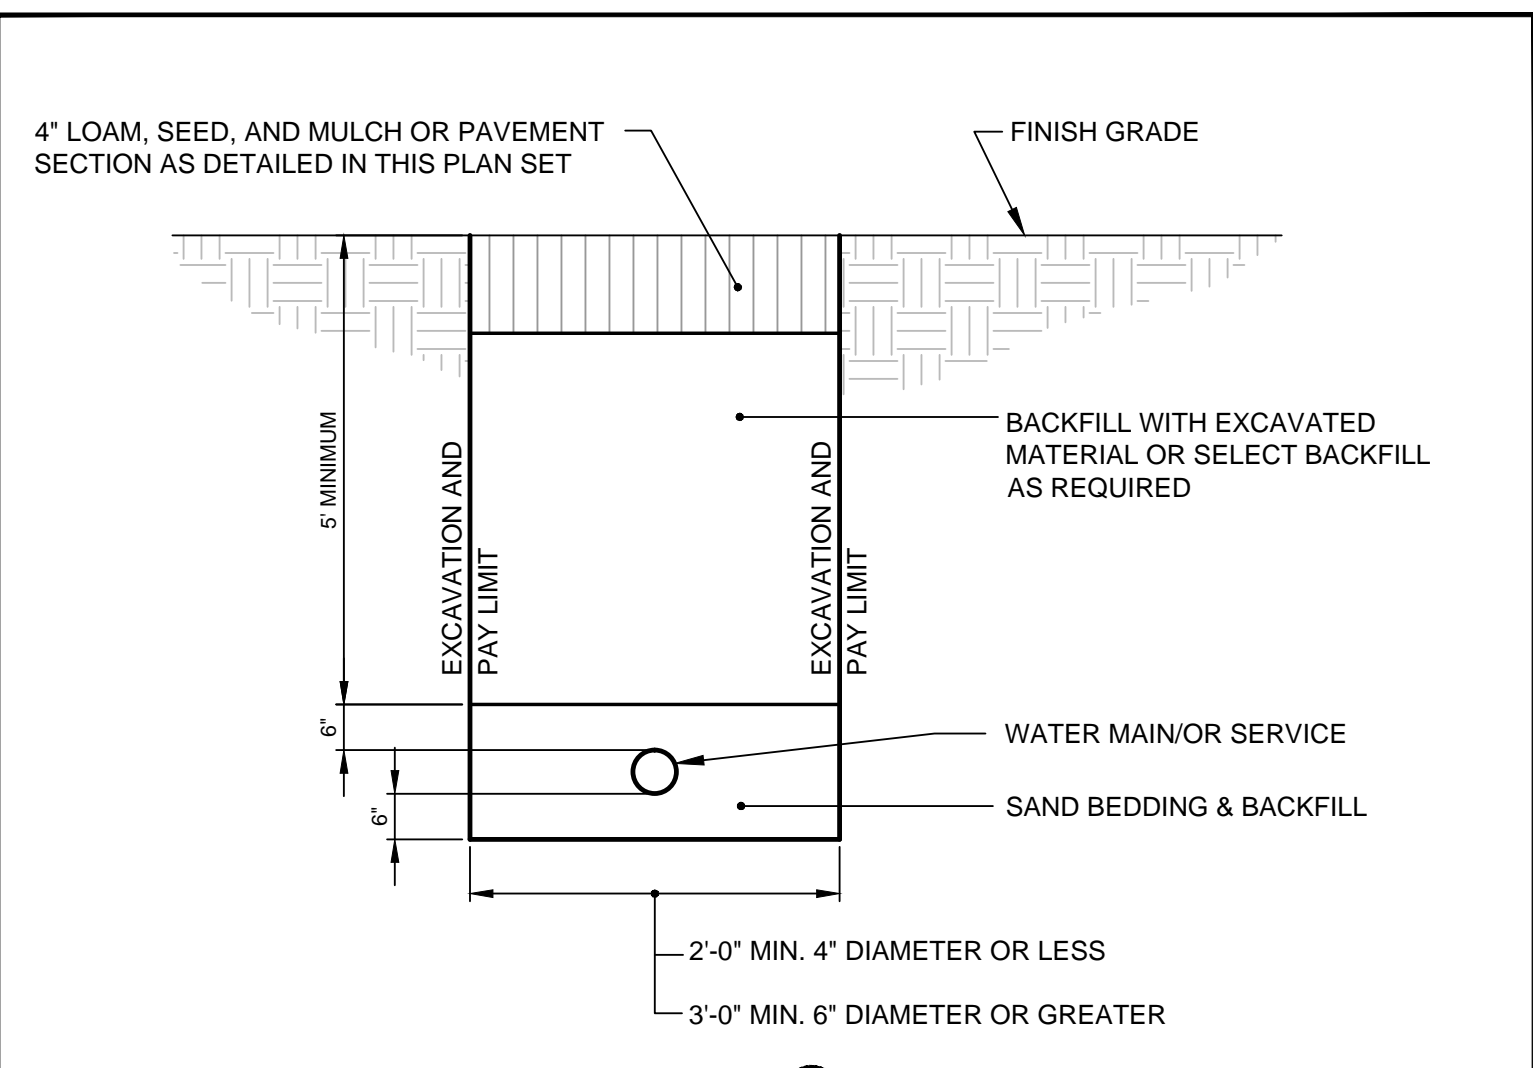 4" LOAM, SEED, AND MULCH OR PAVEMENT
SECTION AS DETAILED IN THIS PLAN SET
FINISH GRADE
5' MINIMUM
EXCAVATION AND
PAY LIMIT
EXCAVATION AND
PAY LIMIT
BACKFILL WITH EXCAVATED
MATERIAL OR SELECT BACKFILL
AS REQUIRED
6"
WATER MAIN/OR SERVICE
6"
SAND BEDDING & BACKFILL
2'-0" MIN. 4" DIAMETER OR LESS
3'-0" MIN. 6" DIAMETER OR GREATER